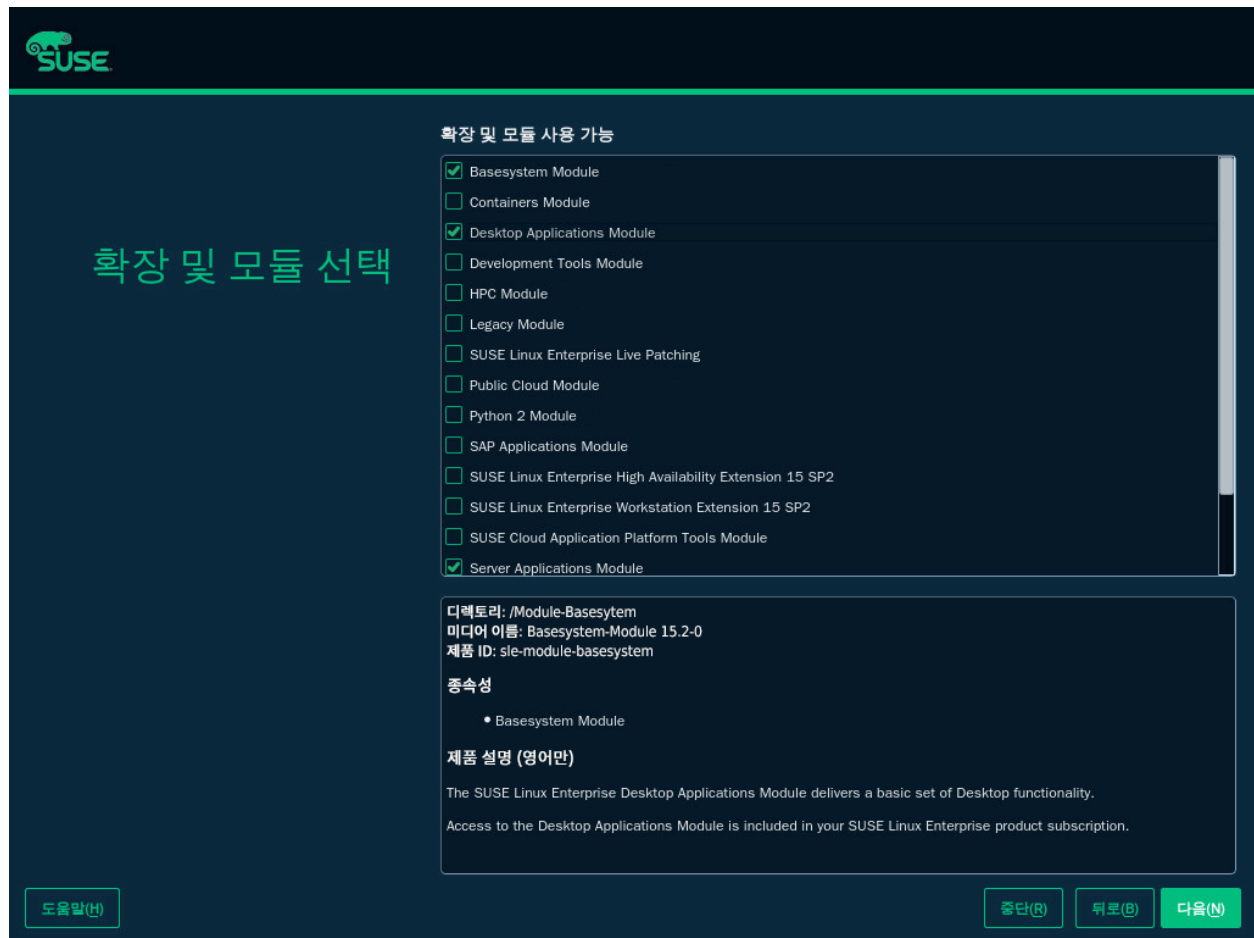 SUSE
확장 및 모듈 사용 가능
Basesystem Module
Containers Module
Desktop Applications Module
확장 및 모듈 선택
Development Tools Module
HPC Module
Legacy Module
SUSE Linux Enterprise Live Patching
Public Cloud Module
Python 2 Module
SAP Applications Module
SUSE Linux Enterprise High Availability Extension 15 SP2
SUSE Linux Enterprise Workstation Extension 15 SP2
SUSE Cloud Application Platform Tools Module
Server Applications Module
디렉토리: /Module-Basesytem
미디어 이름: Basesystem-Module 15.2-0
제품 ID: sle-module-basesystem
종속성
• Basesystem Module
제품 설명 (영어만)
The SUSE Linux Enterprise Desktop Applications Module delivers a basic set of Desktop functionality.
Access to the Desktop Applications Module is included in your SUSE Linux Enterprise product subscription.
도움말(H) 중단(R) 뒤로(B) 다음(N)